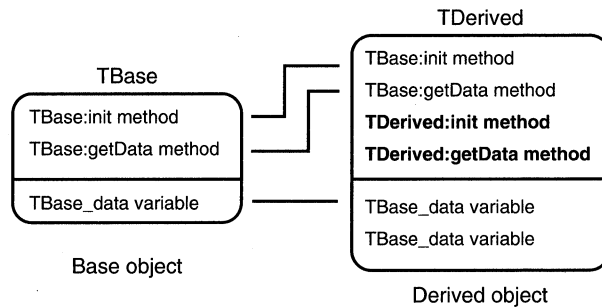 TBase
TBase:init method
TBase:getData method
TBase_data variable
Base object
TDerived
TBase:init method
TBase:getData method
TDerived:init method
TDerived:getData method
TBase_data variable
TBase_data variable
Derived object